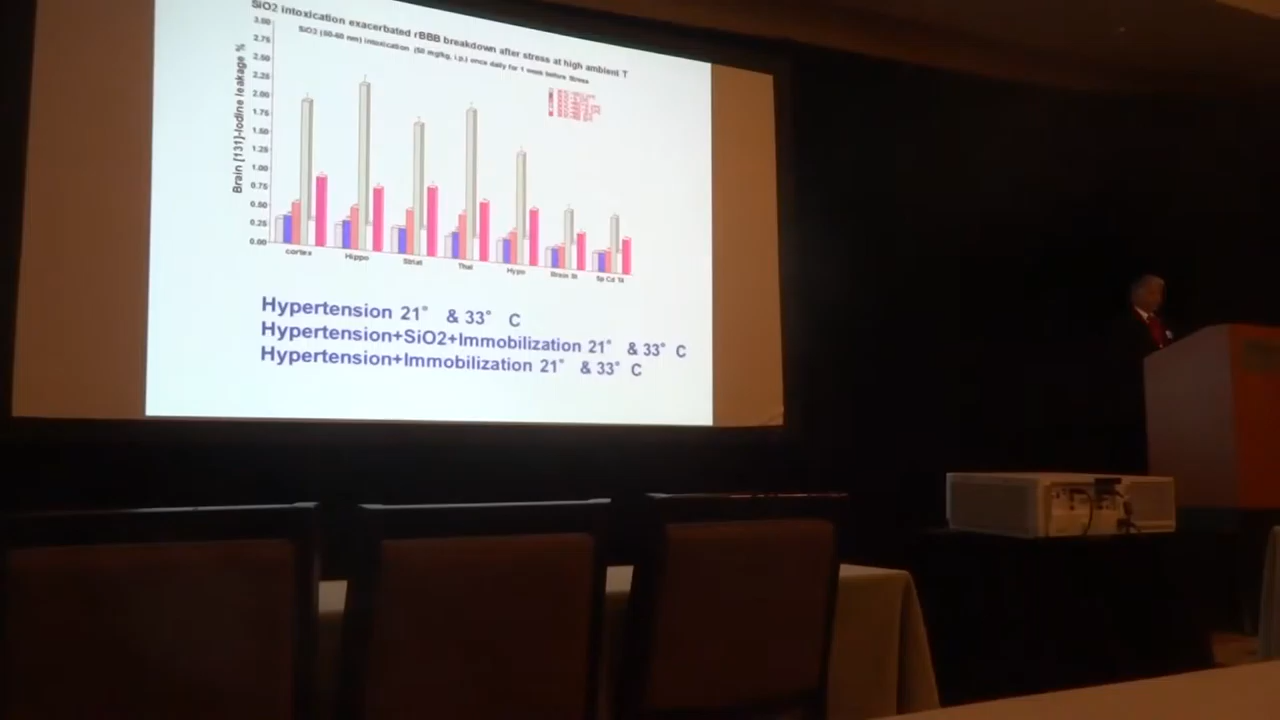 SiO2 intoxication exacerbated rBBB breakdown after stress at high ambient T
SiO2 (50-60 nm) intoxication (50 mg/kg, i.p.) once daily for 1 week before stress
Brain [131]-Iodine leakage %
3.00
2.75
2.50
2.25
2.00
1.75
1.50
1.25
1.00
0.75
0.50
0.25
0.00
cortex Hippo Striat Thal Hypo Brain St Sp Cd T4
Hypertension 21° & 33° C
Hypertension+SiO2+Immobilization 21° & 33° C
Hypertension+Immobilization 21° & 33° C